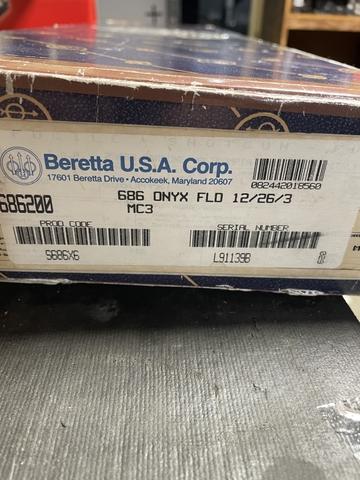 Beretta U.S.A. Corp.
17601 Beretta Drive • Accokeek, Maryland 20607
082442018560
686200
686 ONYX FLD 12/26/3
MC3
PROD CODE
SERIAL NUMBER
S686X6
L91139B